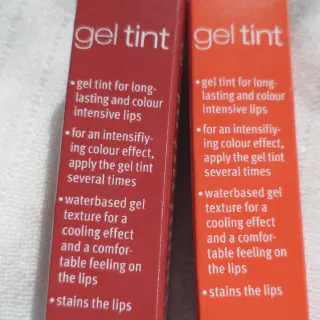 gel tint
• gel tint for long-
lasting and colour
intensive lips
• for an intensifiy-
ing colour effect,
apply the gel tint
several times
• waterbased gel
texture for a
cooling effect
and a comfor-
table feeling on
the lips
• stains the lips
gel tint
• gel tint for long-
lasting and colour
intensive lips
• for an intensifiy-
ing colour effect,
apply the gel tint
several times
• waterbased gel
texture for a
cooling effect
and a comfor-
table feeling on
the lips
• stains the lips